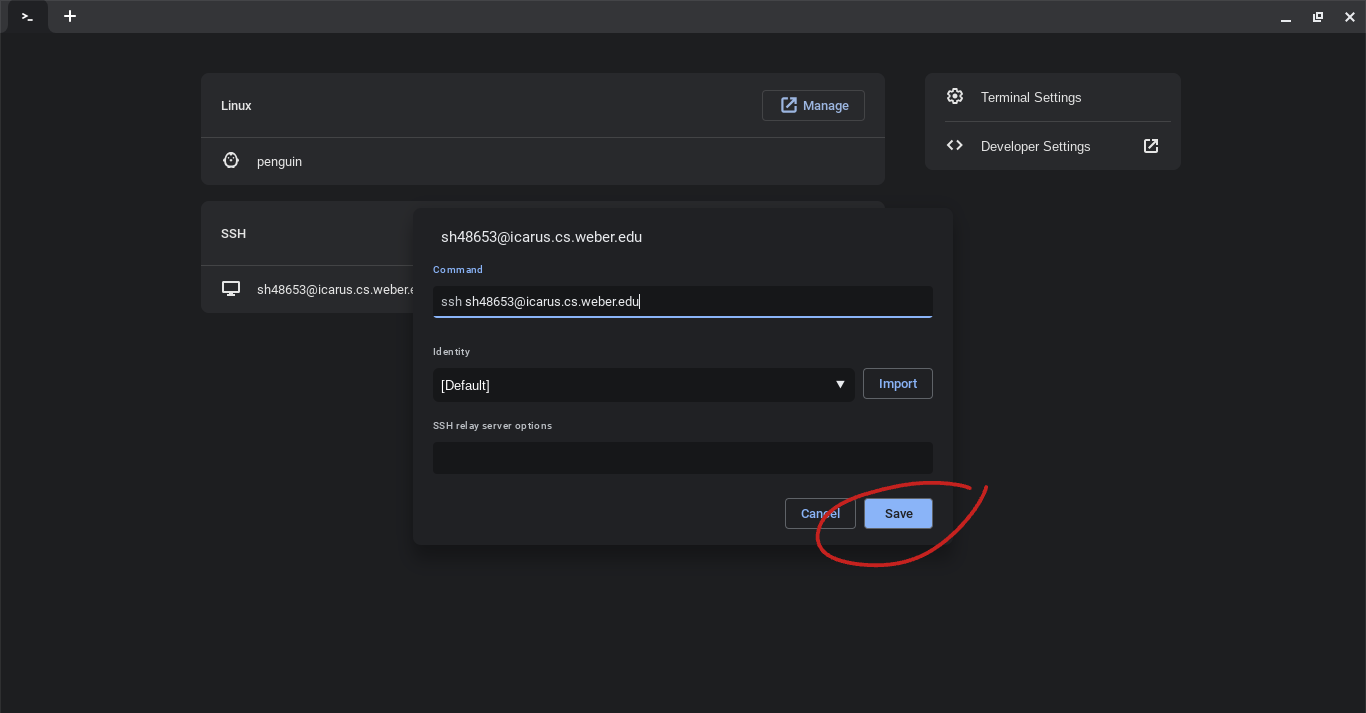 >_
Linux
Manage
penguin
Terminal Settings
Developer Settings
SSH
sh48653@icarus.cs.weber.e
sh48653@icarus.cs.weber.edu
Command
ssh sh48653@icarus.cs.weber.edu
Identity
[Default]
Import
SSH relay server options
Cancel
Save